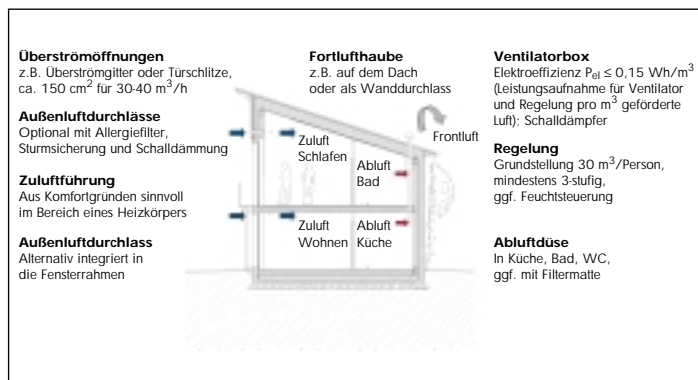 Überströmöffnungen
z.B. Überströmgitter oder Türschlitze,
ca. 150 cm² für 30-40 m³/h
Außenluftdurchlässe
Optional mit Allergiefilter,
Sturmsicherung und Schalldämmung
Zuluftführung
Aus Komfortgründen sinnvoll
im Bereich eines Heizkörpers
Außenluftdurchlass
Alternativ integriert in
die Fensterrahmen
Fortlufthaube
z.B. auf dem Dach
oder als Wanddurchlass
Frontluft
Zuluft
Schlafen
Abluft
Bad
Zuluft
Wohnen
Abluft
Küche
Ventilatorbox
Elektroeffizienz Pel ≤ 0,15 Wh/m³
(Leistungsaufnahme für Ventilator
und Regelung pro m³ geförderte
Luft); Schalldämpfer
Regelung
Grundstellung 30 m³/Person,
mindestens 3-stufig,
ggf. Feuchtsteuerung
Abluftdüse
In Küche, Bad, WC,
ggf. mit Filtermatte